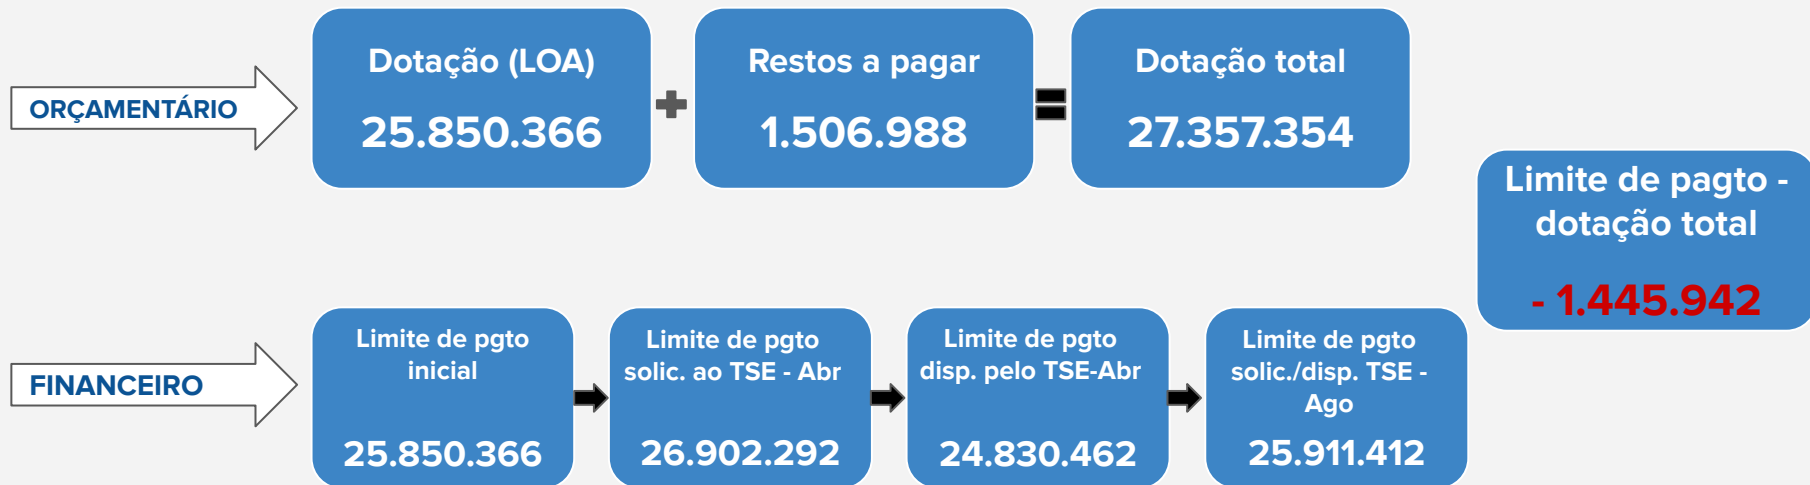 ORÇAMENTÁRIO
Dotação (LOA)
25.850.366
Restos a pagar
1.506.988
Dotação total
27.357.354
Limite de pagto -
dotação total
- 1.445.942
FINANCEIRO
Limite de pgto
inicial
25.850.366
Limite de pgto
solic. ao TSE - Abr
26.902.292
Limite de pgto
disp. pelo TSE-Abr
24.830.462
Limite de pgto
solic./disp. TSE -
Ago
25.911.412